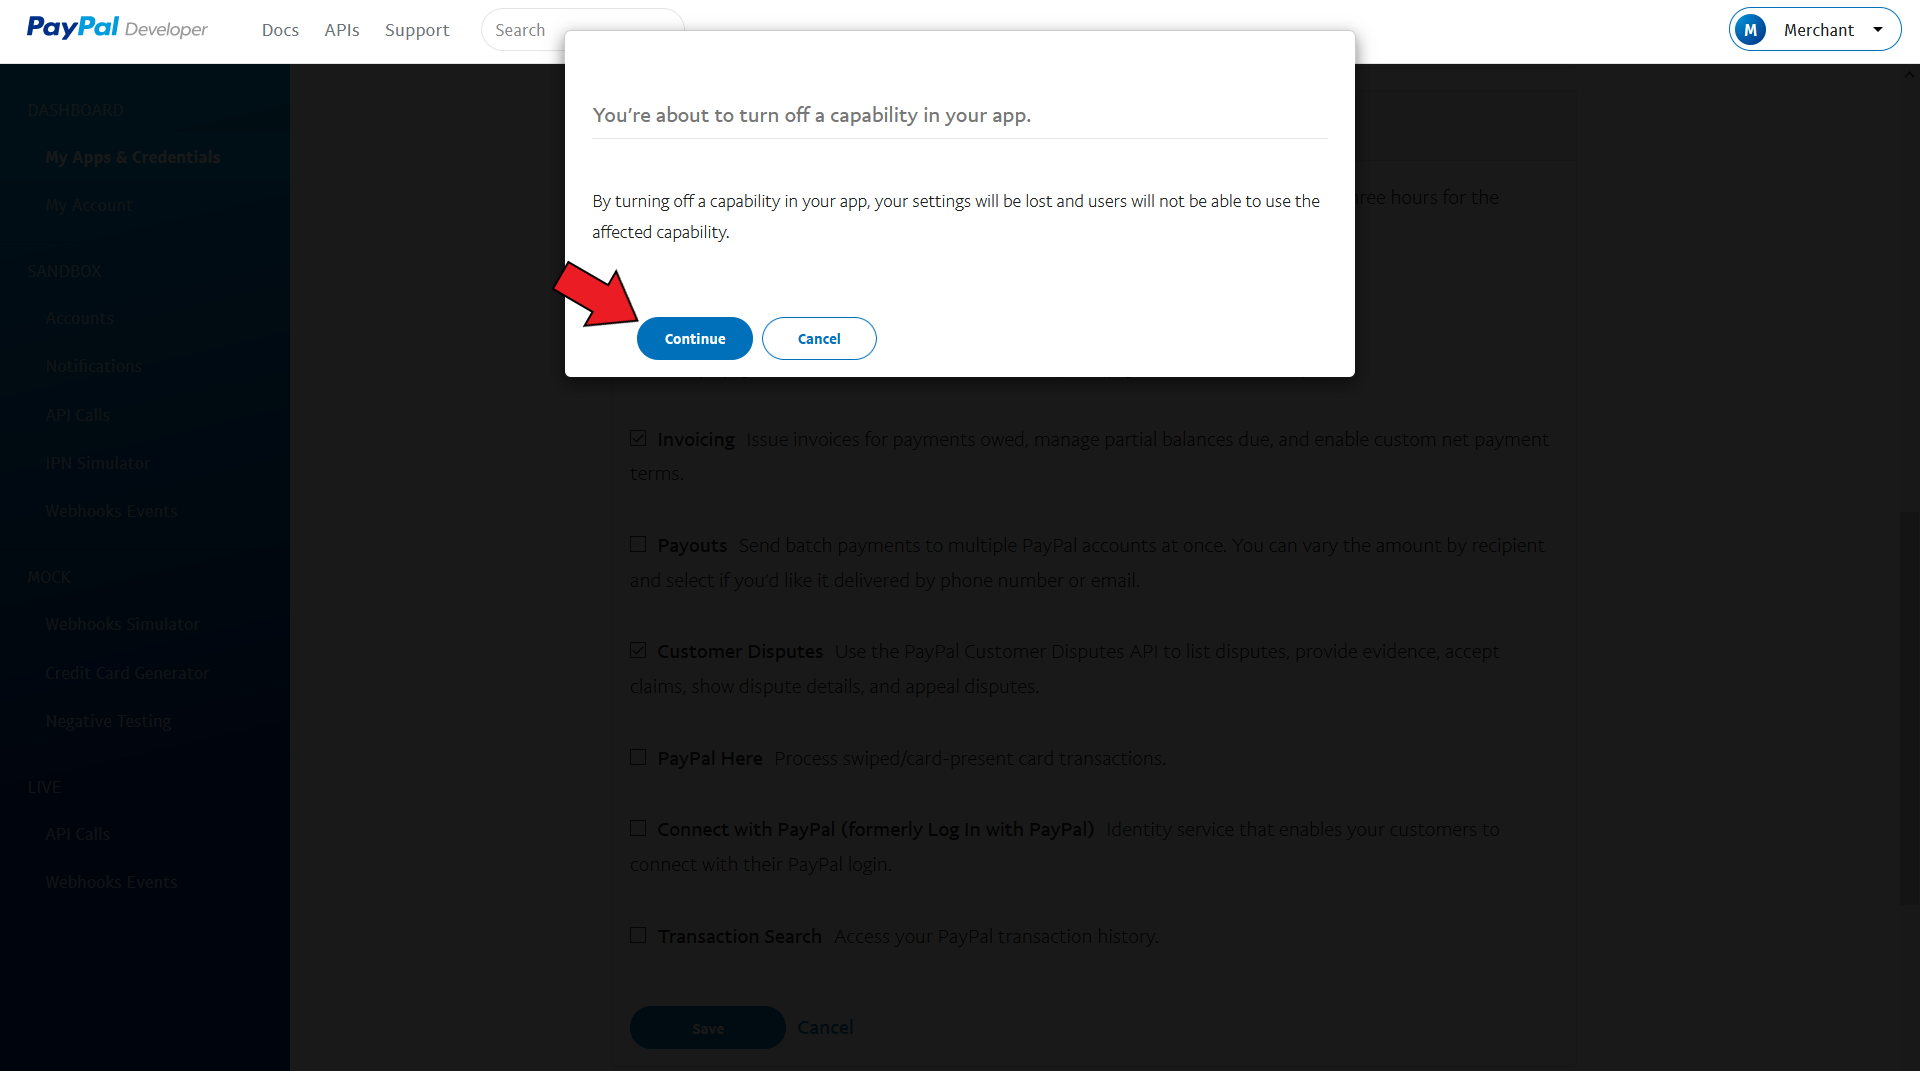 PayPal Developer
Docs
APIs
Support
Search
M
Merchant
You're about to turn off a capability in your app.
By turning off a capability in your app, your settings will be lost and users will not be able to use the
affected capability.
Continue
Cancel
DASHBOARD
My Apps & Credentials
My Account
SANDBOX
Accounts
Notifications
API Calls
IPN Simulator
Webhooks Events
MOCK
Webhooks Simulator
Credit Card Generator
Negative Testing
LIVE
API Calls
Webhooks Events
hours for the
Invoicing Issue invoices for payments owed, manage partial balances due, and enable custom net payment
terms.
Payouts Send batch payments to multiple PayPal accounts at once. You can vary the amount by recipient
and select if you'd like it delivered by phone number or email.
Customer Disputes Use the PayPal Customer Disputes API to list disputes, provide evidence, accept
claims, show dispute details, and appeal disputes.
PayPal Here Process swiped/card-present card transactions.
Connect with PayPal (formerly Log In with PayPal) Identity service that enables your customers to
connect with their PayPal login.
Transaction Search Access your PayPal transaction history.
Save
Cancel